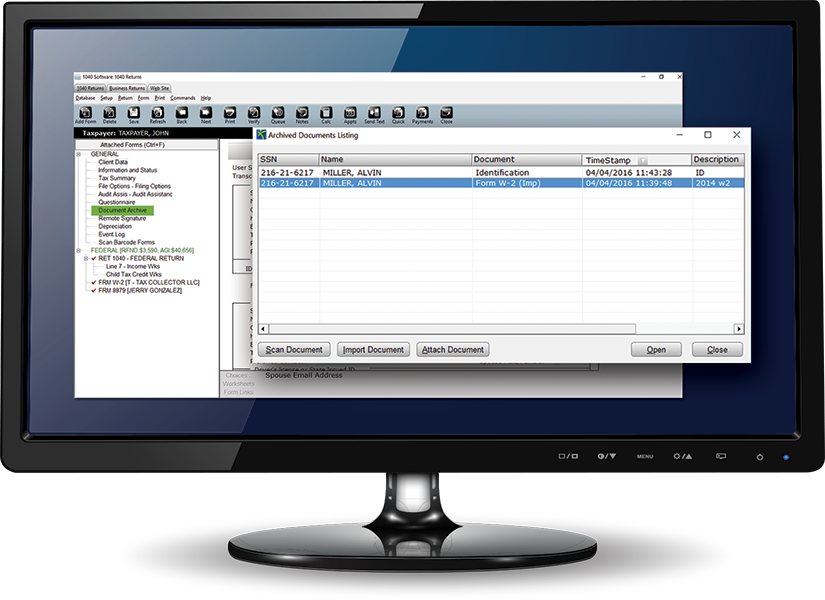 1040 Software 1040 Returns
1040 Returns Business Returns Web Site
Database Setup Return Form Print Commands Help
Add Form Delete Save Refresh Back Next Print Verify Queue Notes Calc Appts Send Text Quick Payments Close
Taxpayer: TAXPAYER, JOHN
Attached Forms (Ctrl+F)
GENERAL
Client Data
Information and Status
Tax Summary
File Options - Filing Options
Audit Assis - Audit Assistanc
Questionnaire
Document Archive
Remote Signature
Depreciation
Event Log
Scan Barcode Forms
FEDERAL [RFND $3,590, AGI $40,656]
RET 1040 - FEDERAL RETURN
Line 7 - Income Wks
Child Tax Credit Wks
FRM W-2 [T - TAX COLLECTOR LLC]
FRM 8879 [JERRY GONZALEZ]
User S
Transc
ID
Archived Documents Listing
SSN Name Document TimeStamp Description
216-21-6217 MILLER, ALVIN Identification 04/04/2016 11:43:28 ID
216-21-6217 MILLER, ALVIN Form W-2 (Imp) 04/04/2016 11:39:48 2014 w2
Scan Document Import Document Attach Document Open Close
Driver's license or State Issued ID
Choices
Spouse Email Address
Worksheets
Form Links
MENU